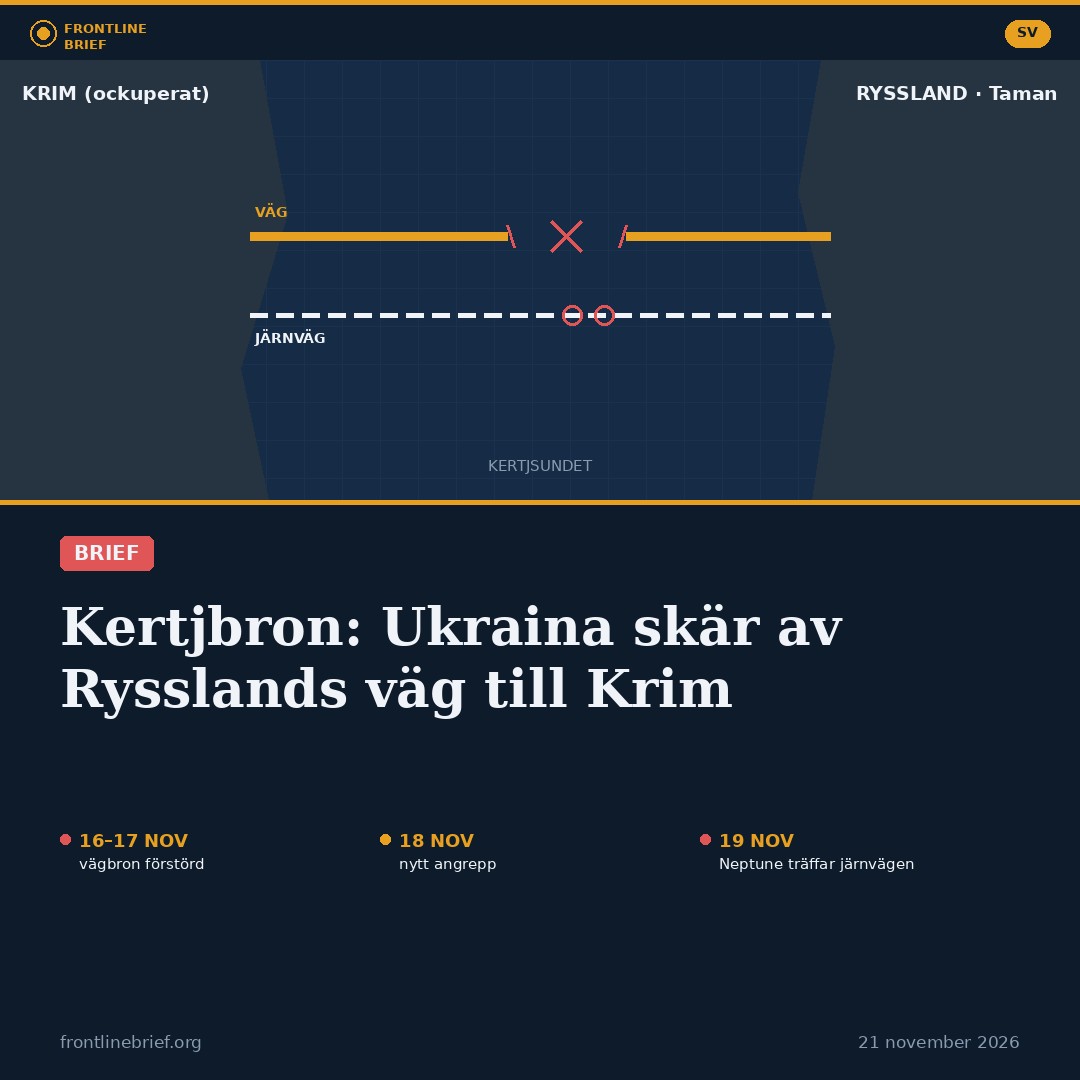 FRONTLINE
BRIEF
SV
KRIM (ockuperat)
RYSSLAND · Taman
VÄG
JÄRNVÄG
KERTJSUNDET
BRIEF
Kertjbron: Ukraina skär av
Rysslands väg till Krim
16–17 NOV
vägbron förstörd
18 NOV
nytt angrepp
19 NOV
Neptune träffar järnvägen
frontlinebrief.org
21 november 2026